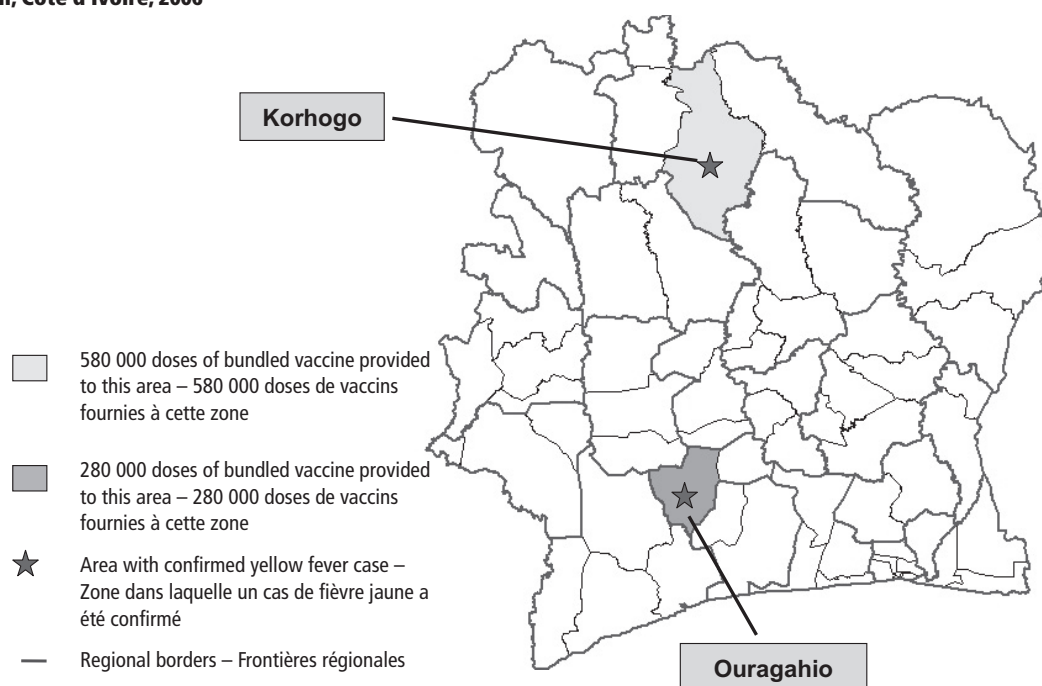 Côte d'Ivoire, 2006
Korhogo
580 000 doses of bundled vaccine provided
to this area – 580 000 doses de vaccins
fournies à cette zone
280 000 doses of bundled vaccine provided
to this area – 280 000 doses de vaccins
fournies à cette zone
Area with confirmed yellow fever case –
Zone dans laquelle un cas de fièvre jaune a
été confirmé
Regional borders – Frontières régionales
Ouragahio